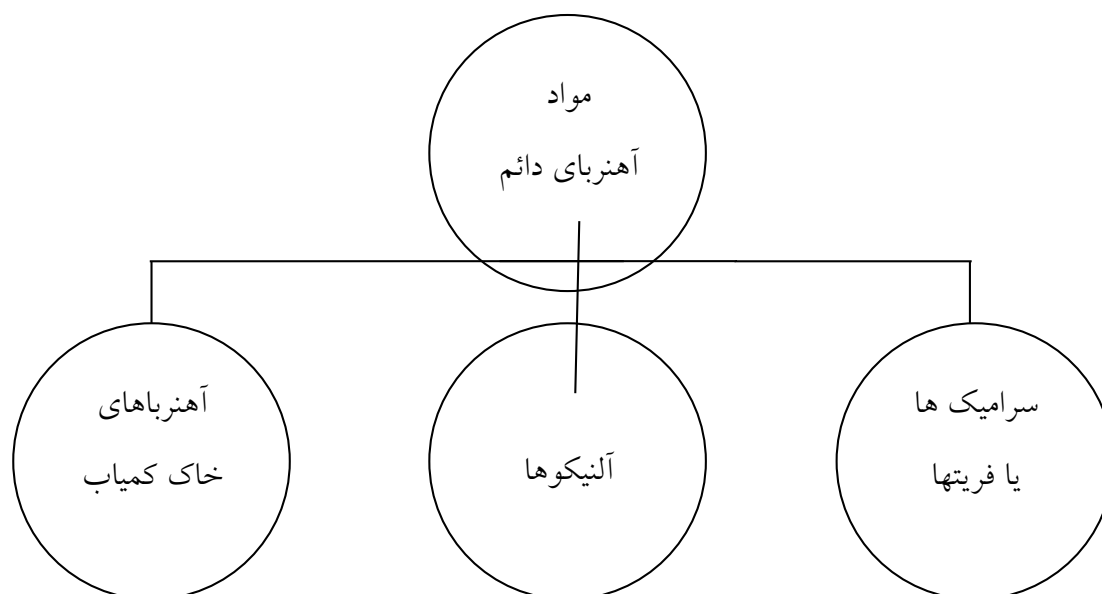 مواد
آهنربای دائم
سرامیک ها
یا فریتها
آلنیکوها
آهنرباهای
خاک کمیاب